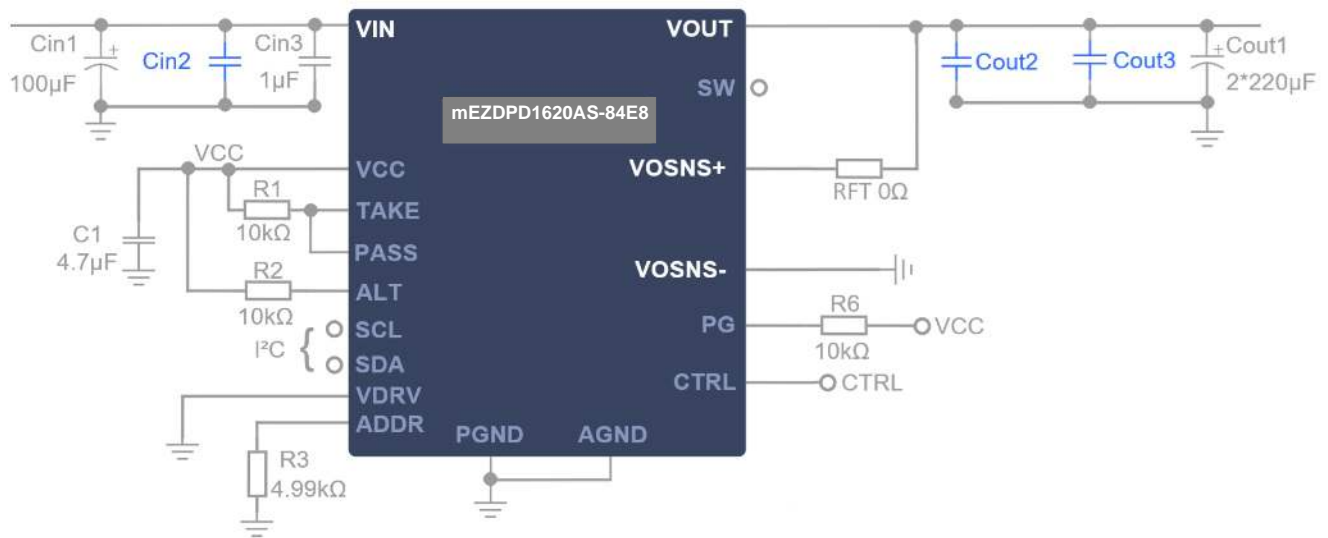 VIN
VOUT
Cin1
+
100µF
Cin2
Cin3
1µF
Cout2
Cout3
+
Cout1
2*220µF
SW
mEZDPD1620AS-84E8
VCC
VCC
VOSNS+
RFT 0Ω
R1
10kΩ
TAKE
C1
4.7µF
PASS
R2
10kΩ
ALT
VOSNS-
I²C
{
SCL
SDA
PG
R6
10kΩ
VCC
CTRL
CTRL
VDRV
ADDR
PGND
AGND
R3
4.99kΩ